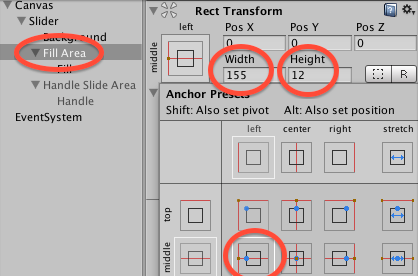 Canvas
Slider
Background
Fill Area
Fill
Handle Slide Area
Handle
EventSystem
Rect Transform
left
Pos X Pos Y Pos Z
0 0 0
middle
Width Height
155 12
R
Anchor Presets
Shift: Also set pivot Alt: Also set position
left center right stretch
top
middle